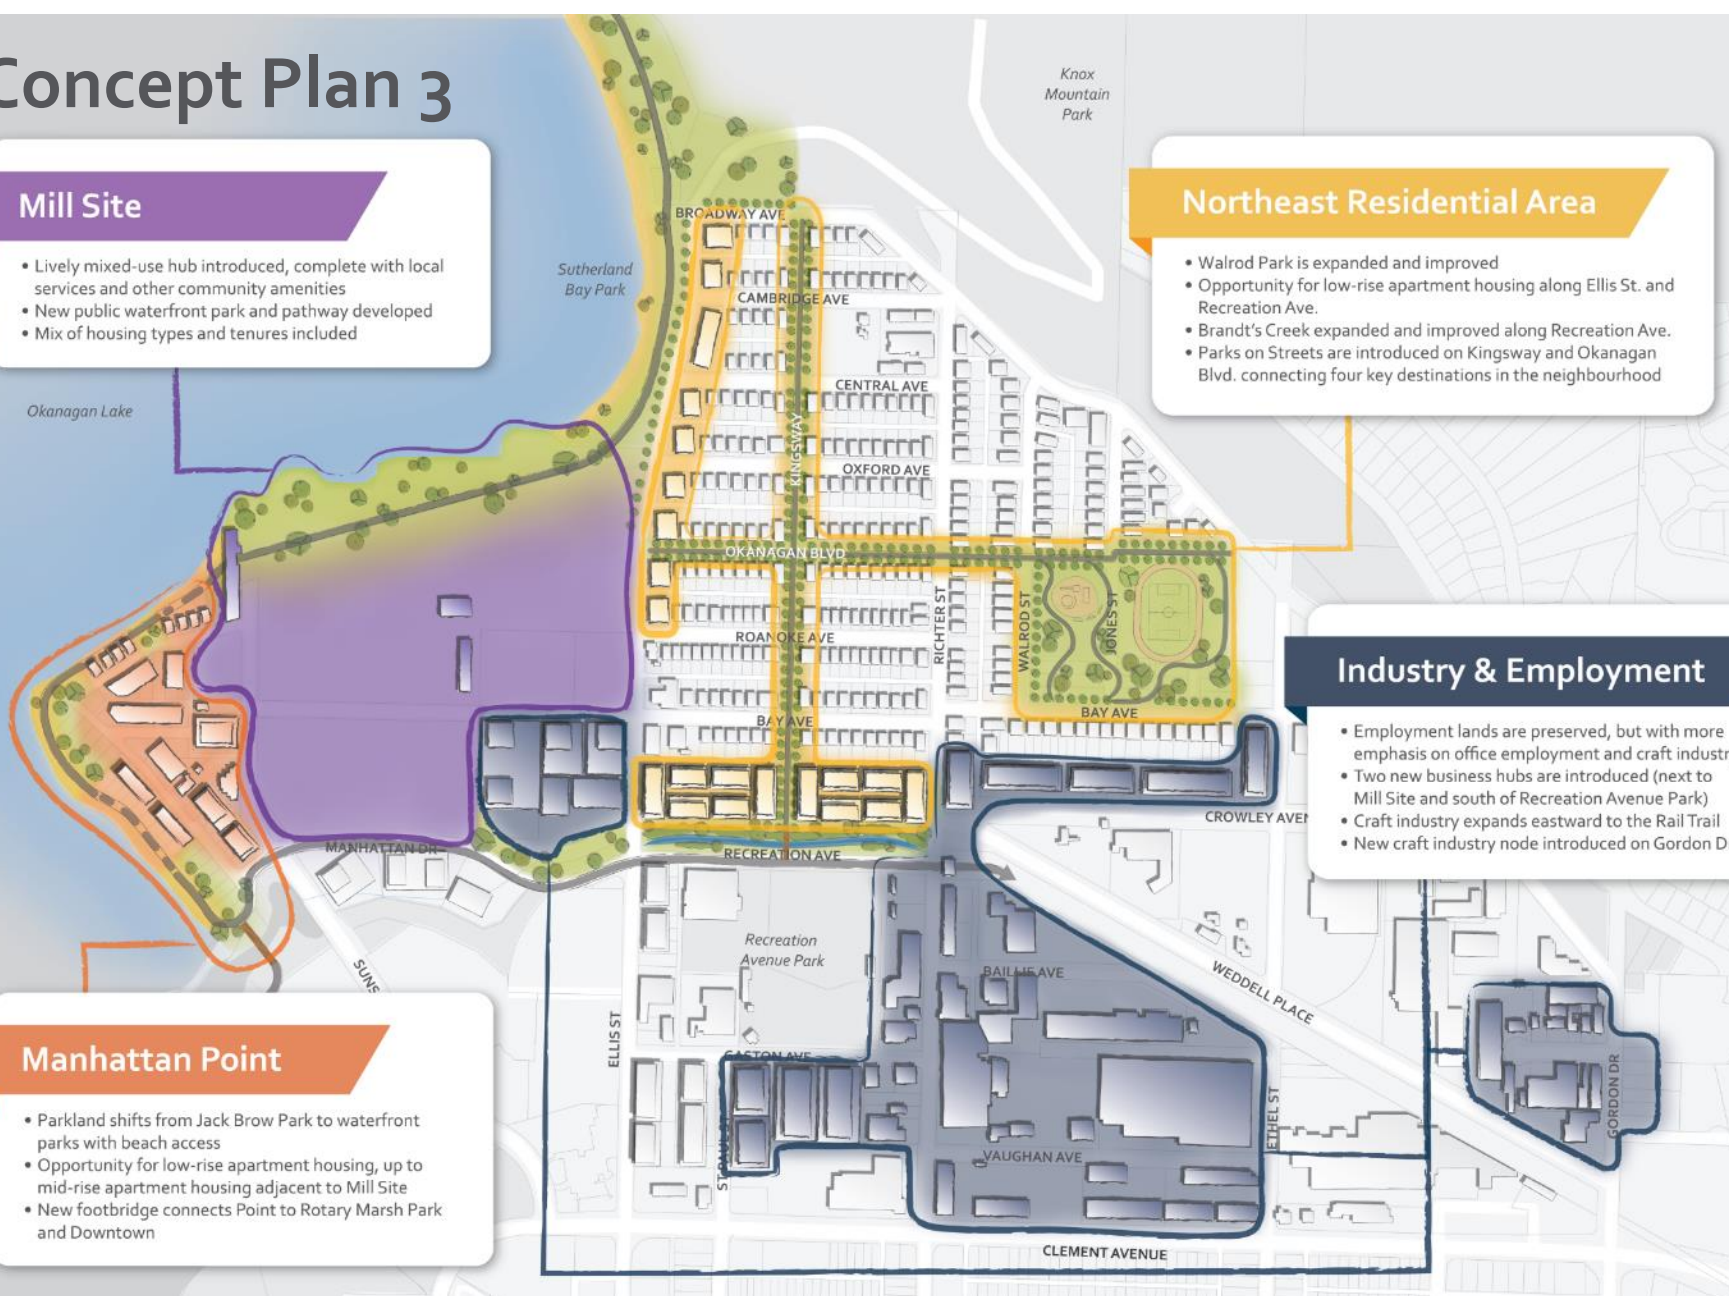 Concept Plan 3
Mill Site
• Lively mixed-use hub introduced, complete with local
services and other community amenities
• New public waterfront park and pathway developed
• Mix of housing types and tenures included
Okanagan Lake
Sutherland
Bay Park
Knox
Mountain
Park
Northeast Residential Area
• Walrod Park is expanded and improved
• Opportunity for low-rise apartment housing along Ellis St. and
Recreation Ave.
• Brandt's Creek expanded and improved along Recreation Ave.
• Parks on Streets are introduced on Kingsway and Okanagan
Blvd. connecting four key destinations in the neighbourhood
BROADWAY AVE
CAMBRIDGE AVE
CENTRAL AVE
KINGSWAY
OXFORD AVE
OKANAGAN BLVD
RICHTER ST
WALROD ST
JONES ST
ROANOKE AVE
BAY AVE
BAY AVE
Industry & Employment
• Employment lands are preserved, but with more
emphasis on office employment and craft industr
• Two new business hubs are introduced (next to
Mill Site and south of Recreation Avenue Park)
• Craft industry expands eastward to the Rail Trail
• New craft industry node introduced on Gordon D
CROWLEY AVEN
MANHATTAN DR
RECREATION AVE
Recreation
Avenue Park
SUNS
BAILLIE AVE
WEDDELL PLACE
ELLIS ST
GASTON AVE
ST PAUL ST
ETHEL ST
GORDON DR
VAUGHAN AVE
CLEMENT AVENUE
Manhattan Point
• Parkland shifts from Jack Brow Park to waterfront
parks with beach access
• Opportunity for low-rise apartment housing, up to
mid-rise apartment housing adjacent to Mill Site
• New footbridge connects Point to Rotary Marsh Park
and Downtown